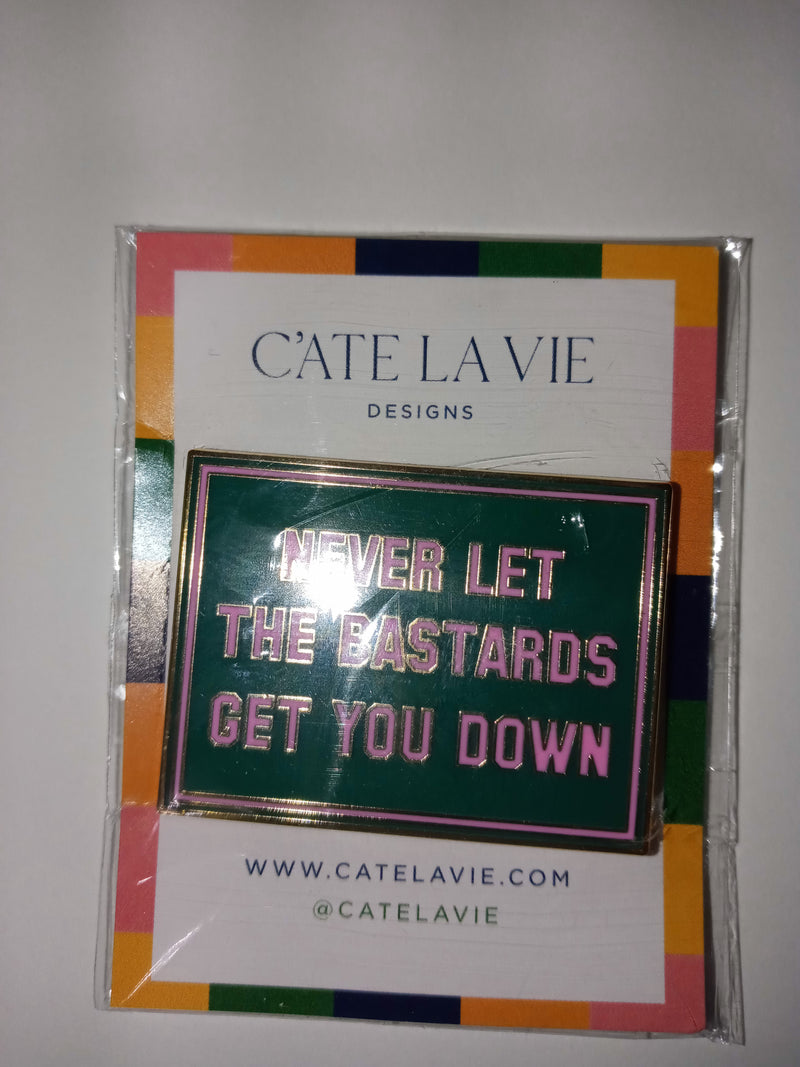 C'ATE LA VIE
DESIGNS
NEVER LET
THE BASTARDS
GET YOU DOWN
WWW.CATELAVIE.COM
@CATELAVIE